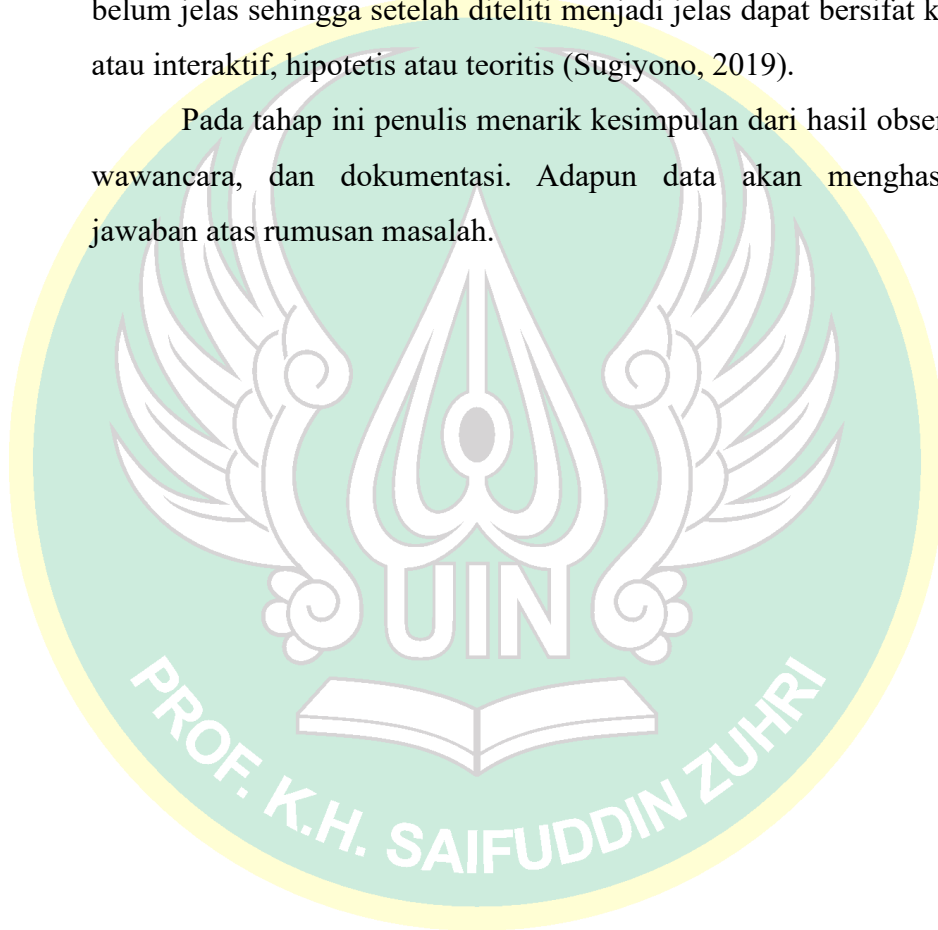 belum jelas sehingga setelah diteliti menjadi jelas dapat bersifat
atau interaktif, hipotetis atau teoritis (Sugiyono, 2019).
Pada tahap ini penulis menarik kesimpulan dari hasil
wawancara, dan dokumentasi. Adapun data akan
jawaban atas rumusan masalah.
UIN
PROF. K.H. SAIFUDDIN ZUHRI